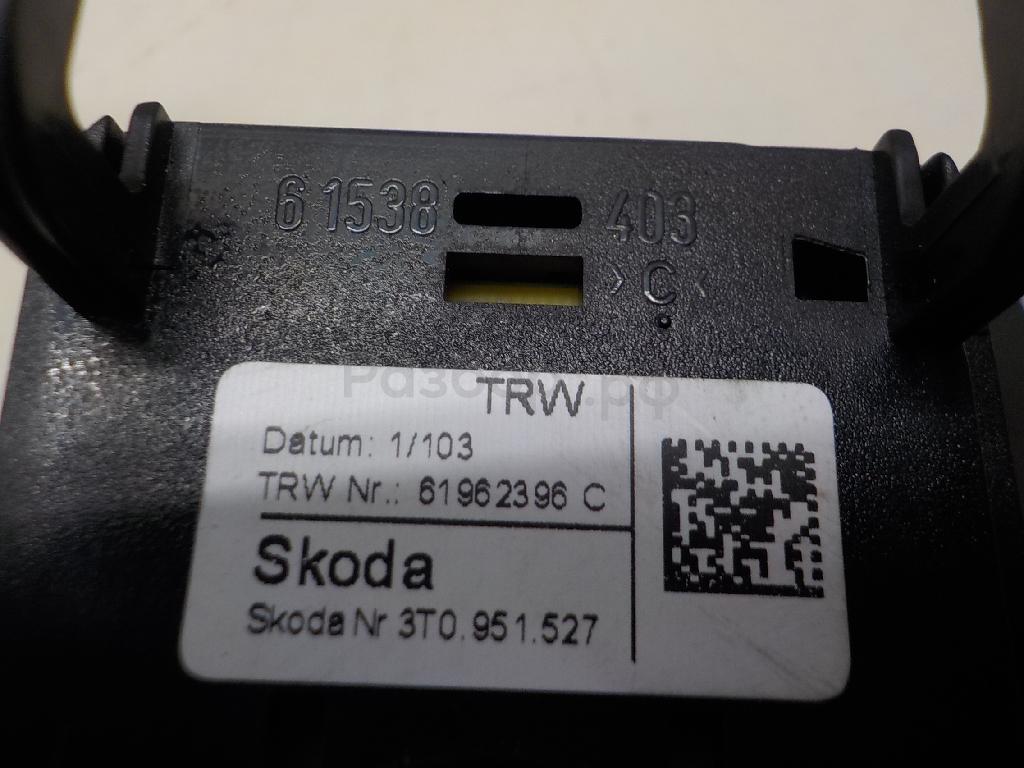 6 1538 403
>C<
TRW
Datum: 1/103
TRW Nr.: 61962396 C
Skoda
Skoda Nr 3T0.951.527